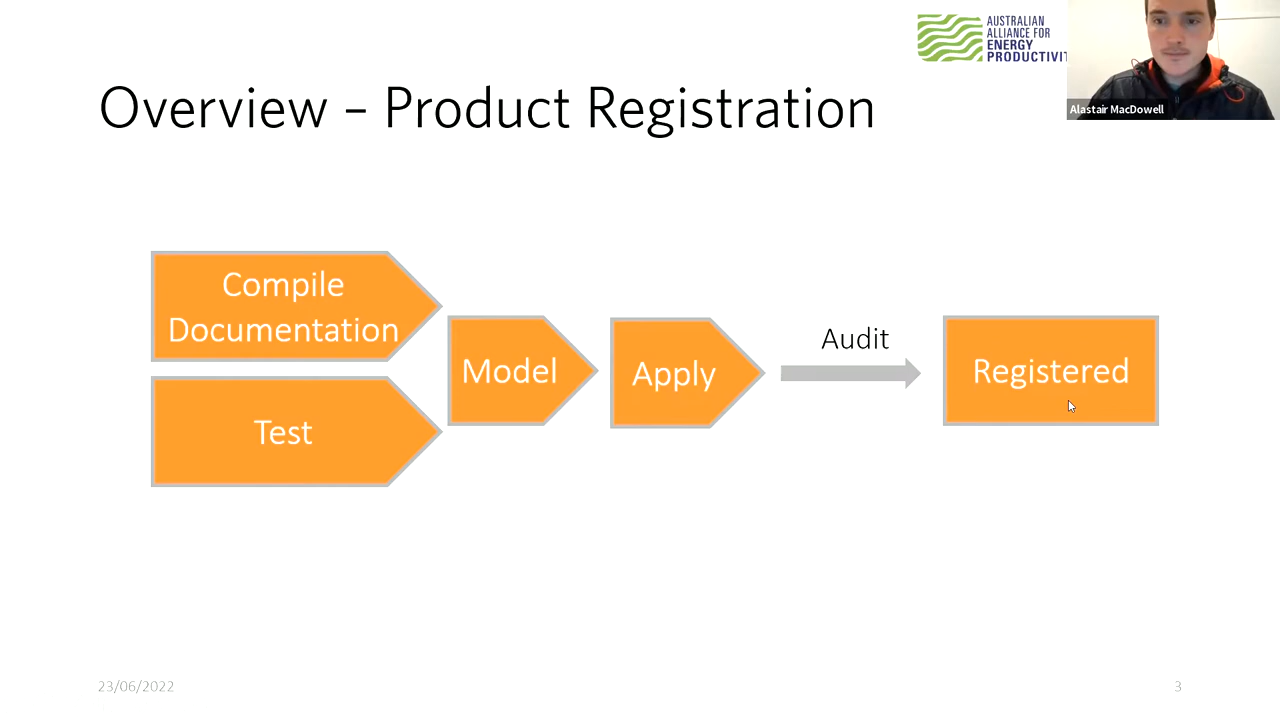 AUSTRALIAN
ALLIANCE FOR
ENERGY
PRODUCTIVIT
Alastair MacDowell
Overview – Product Registration
Compile
Documentation
Test
Model
Apply
Audit
Registered
23/06/2022
3